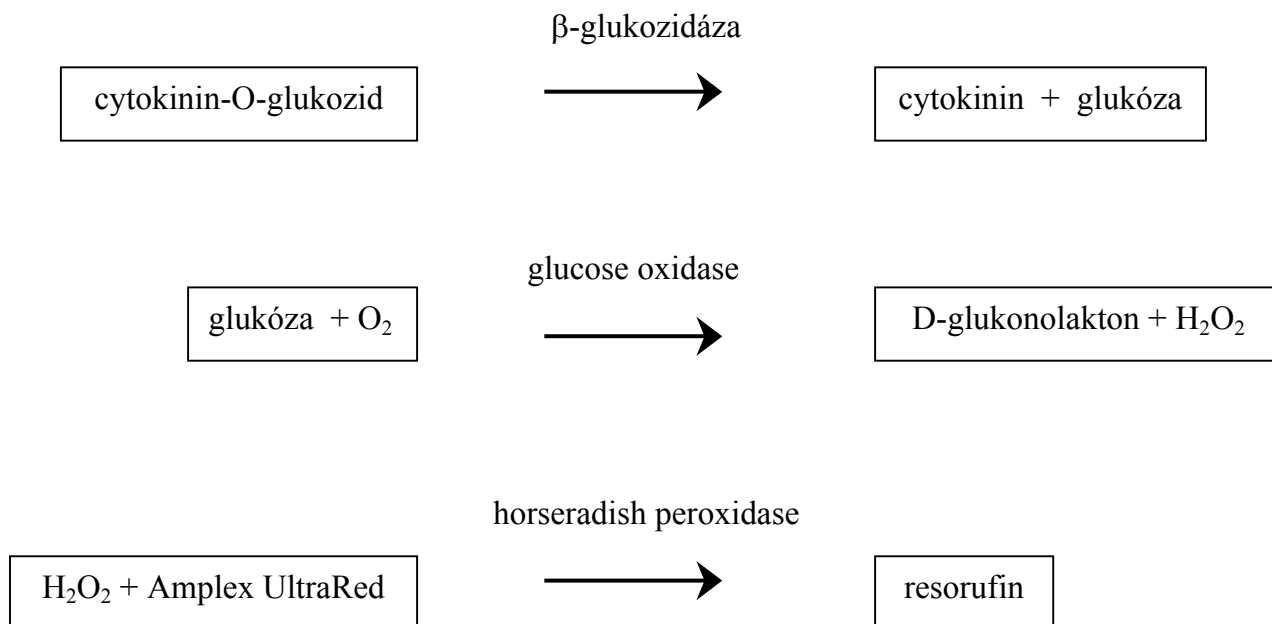 β-glukozidáza
cytokinin-O-glukozid
cytokinin + glukóza
glucose oxidase
glukóza + O₂
D-glukonolakton + H₂O₂
horseradish peroxidase
H₂O₂ + Amplex UltraRed
resorufin